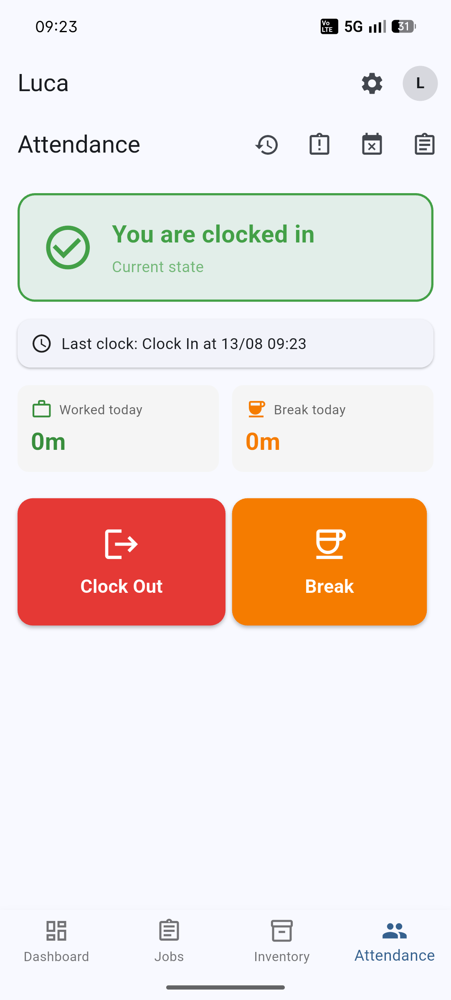 09:23
Vo LTE 5G 31
Luca
L
Attendance
You are clocked in
Current state
Last clock: Clock In at 13/08 09:23
Worked today
0m
Break today
0m
Clock Out
Break
Dashboard
Jobs
Inventory
Attendance